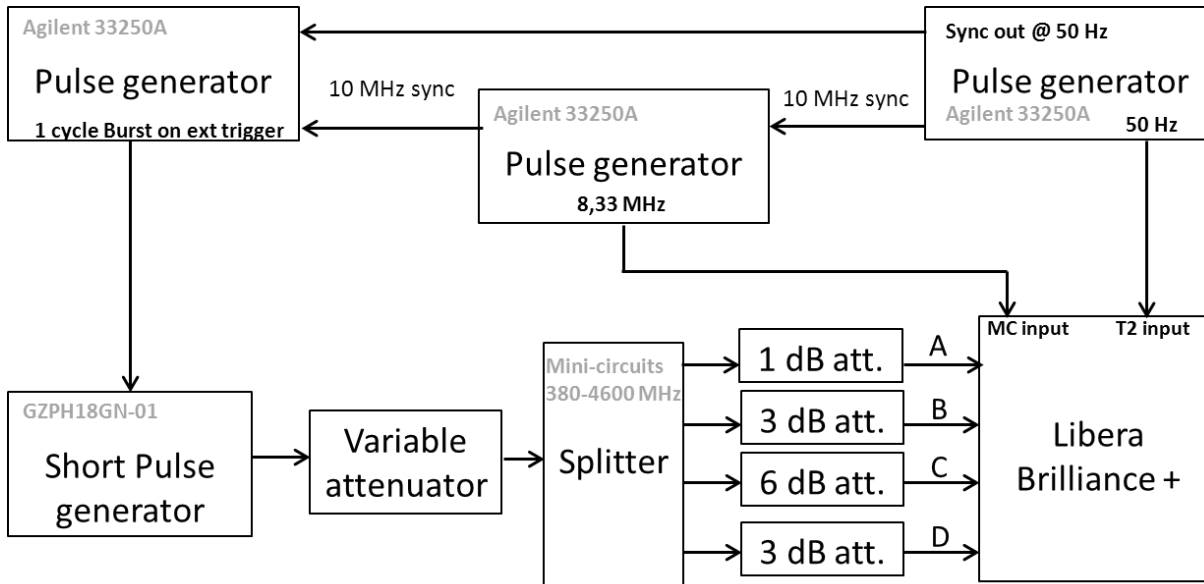 Agilent 33250A
Pulse generator
1 cycle Burst on ext trigger
10 MHz sync
Agilent 33250A
Pulse generator
8,33 MHz
10 MHz sync
Sync out @ 50 Hz
Pulse generator
Agilent 33250A
50 Hz
GZPH18GN-01
Short Pulse
generator
Variable
attenuator
Mini-circuits
380-4600 MHz
Splitter
1 dB att.
3 dB att.
6 dB att.
3 dB att.
A
B
C
D
MC input
T2 input
Libera
Brilliance +